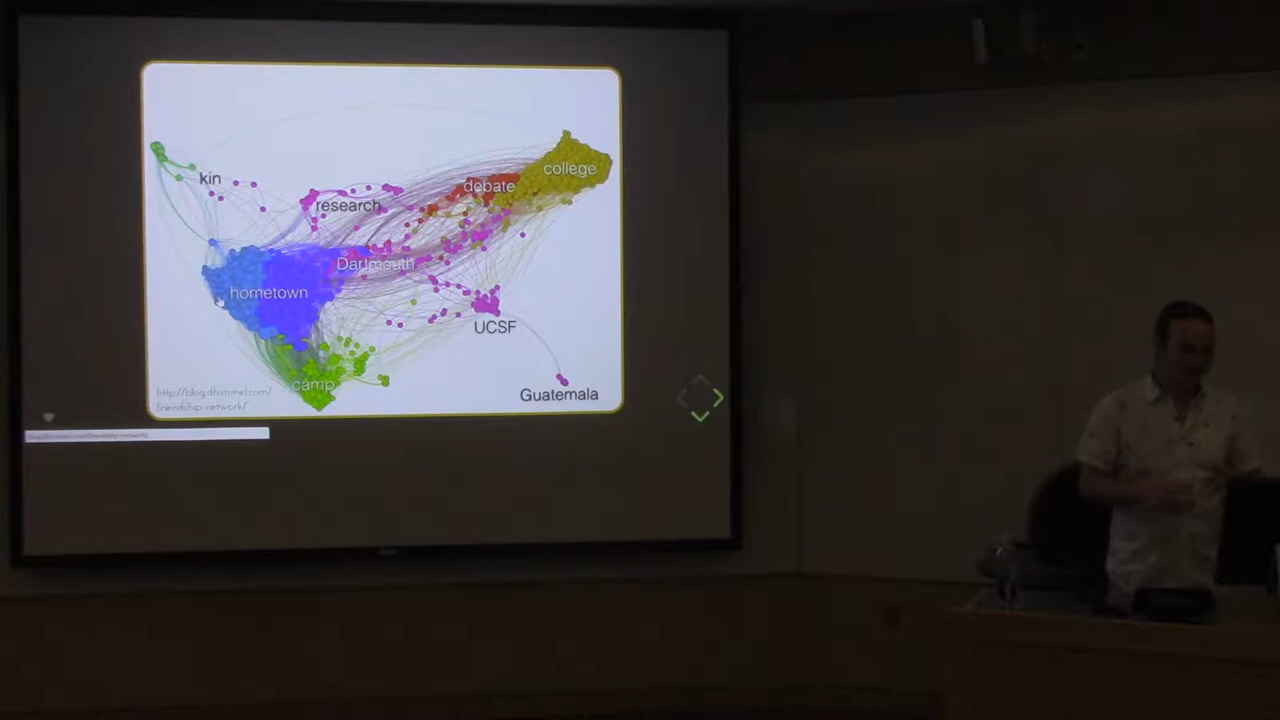 college
kin
debate
research
Dartmouth
hometown
UCSF
camp
Guatemala
http://blog.dhimmel.com/
friendship-network/